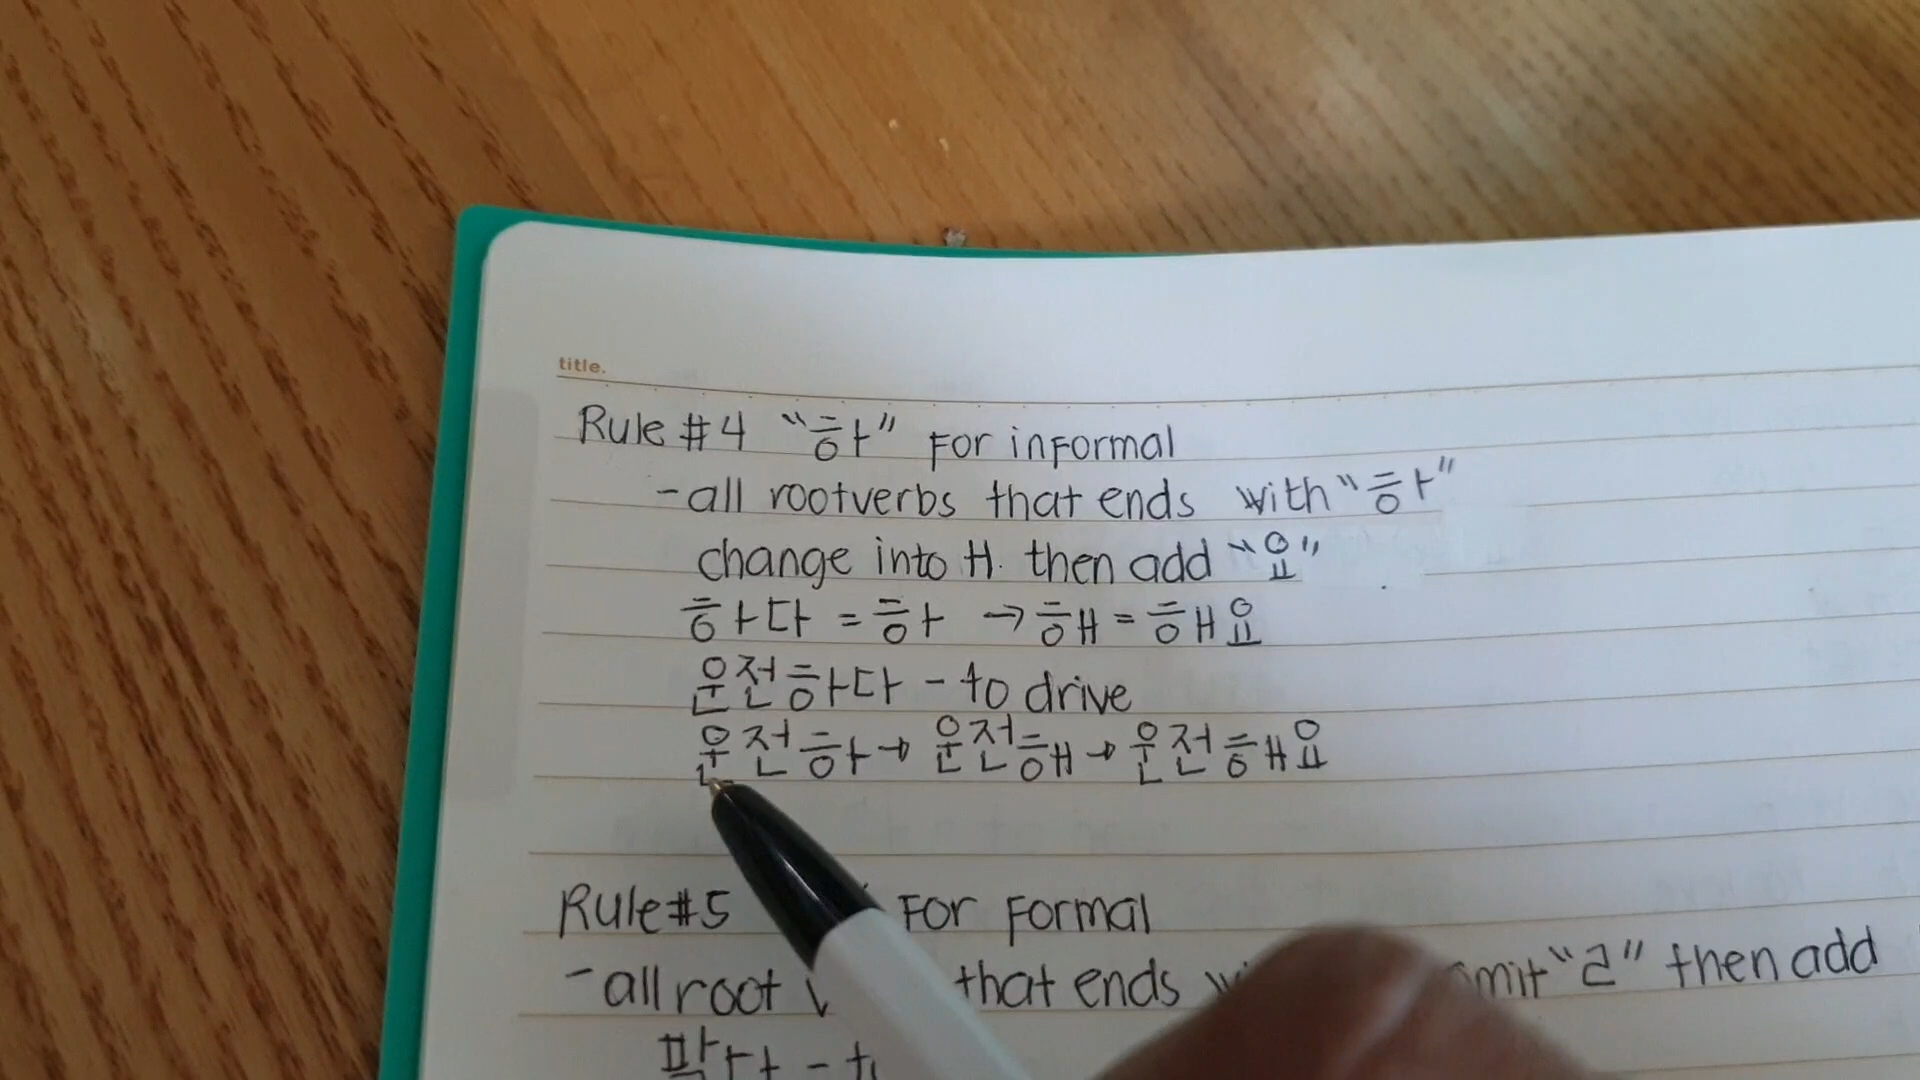 title.
Rule #4 "하" For informal
-all rootverbs that ends with "하"
change into ㅐ. then add "요"
하다 = 하 → 해 = 해요
운전하다 - to drive
운전하 → 운전해 → 운전해요
Rule #5 For Formal
-all root that ends "ㄹ" then add